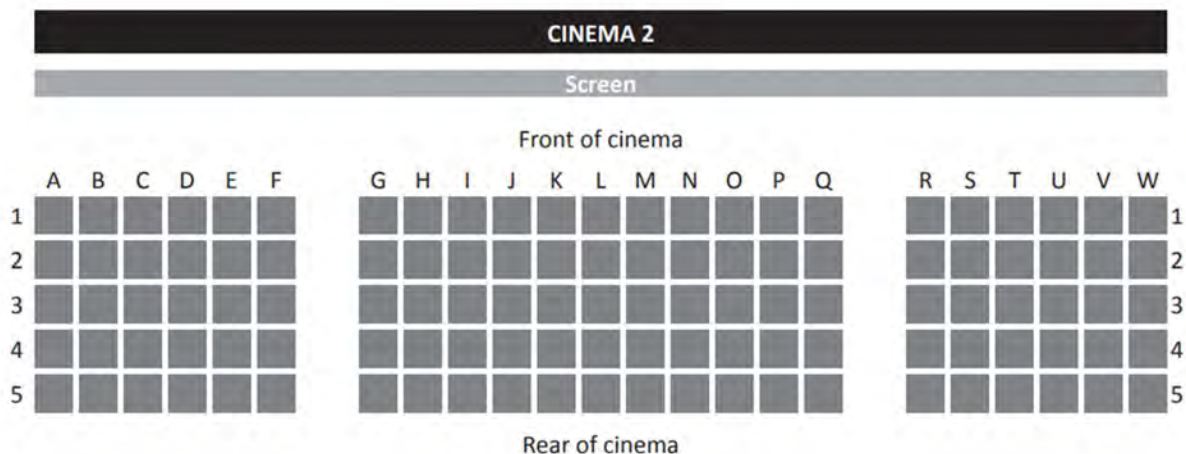 CINEMA 2
Screen
Front of cinema
A B C D E F G H I J K L M N O P Q R S T U V W
1 1
2 2
3 3
4 4
5 5
Rear of cinema